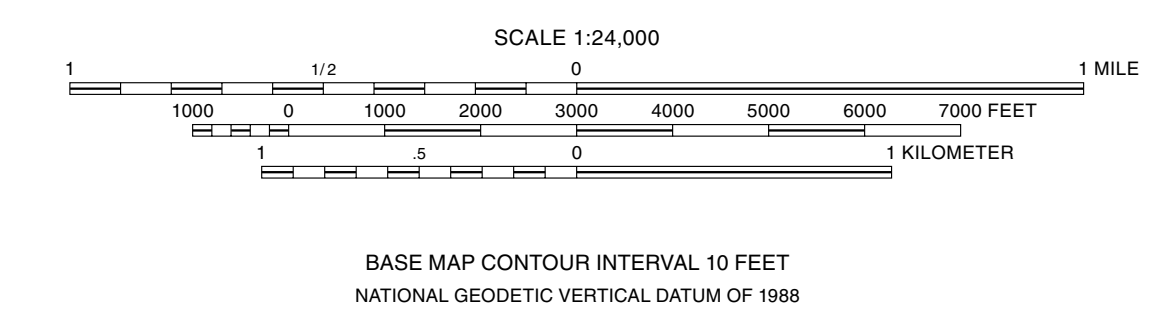 SCALE 1:24,000
1 1/2 0 1 MILE
1000 0 1000 2000 3000 4000 5000 6000 7000 FEET
1 .5 0 1 KILOMETER
BASE MAP CONTOUR INTERVAL 10 FEET
NATIONAL GEODETIC VERTICAL DATUM OF 1988